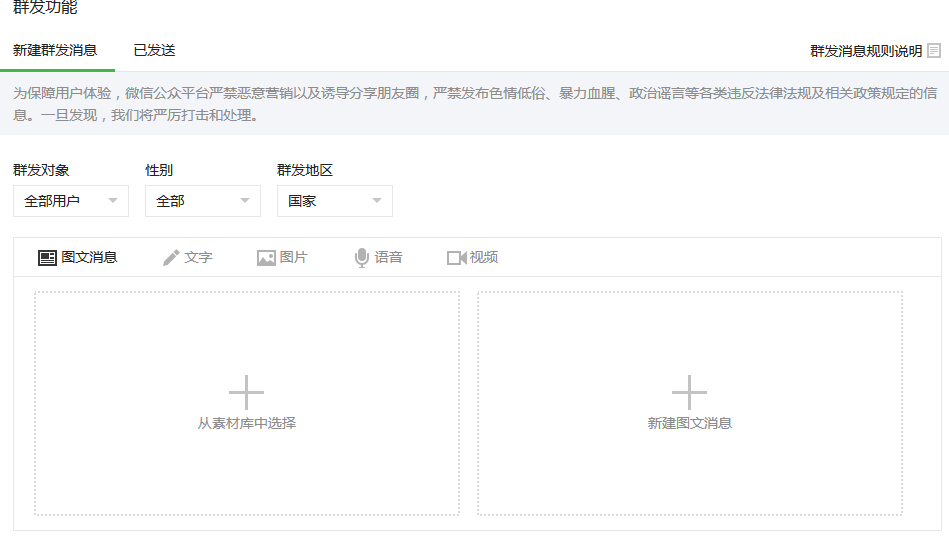 群发功能
新建群发消息 已发送 群发消息规则说明
为保障用户体验，微信公众平台严禁恶意营销以及诱导分享朋友圈，严禁发布色情低俗、暴力血腥、政治谣言等各类违反法律法规及相关政策规定的信
息。一旦发现，我们将严厉打击和处理。
群发对象 性别 群发地区
全部用户 全部 国家
图文消息 文字 图片 语音 视频
从素材库中选择 新建图文消息